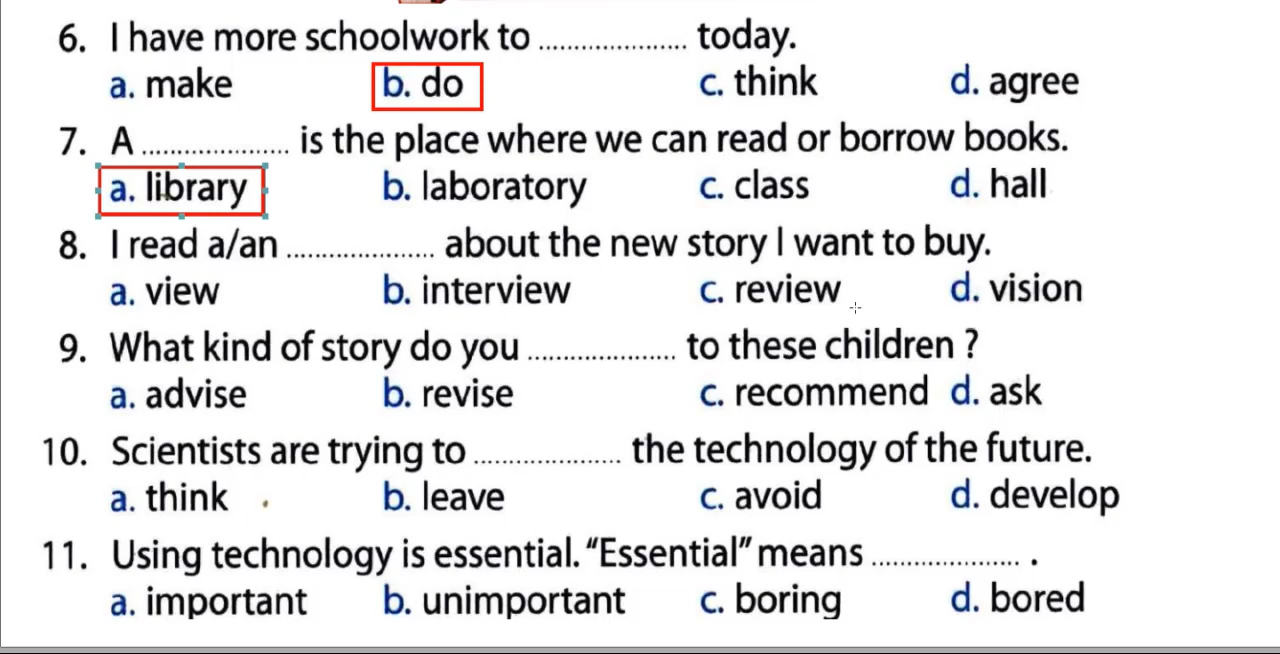 6. I have more schoolwork to ..................... today.
a. make b. do c. think d. agree
7. A ..................... is the place where we can read or borrow books.
a. library b. laboratory c. class d. hall
8. I read a/an ..................... about the new story I want to buy.
a. view b. interview c. review d. vision
9. What kind of story do you ..................... to these children ?
a. advise b. revise c. recommend d. ask
10. Scientists are trying to ..................... the technology of the future.
a. think b. leave c. avoid d. develop
11. Using technology is essential. “Essential” means ..................... .
a. important b. unimportant c. boring d. bored